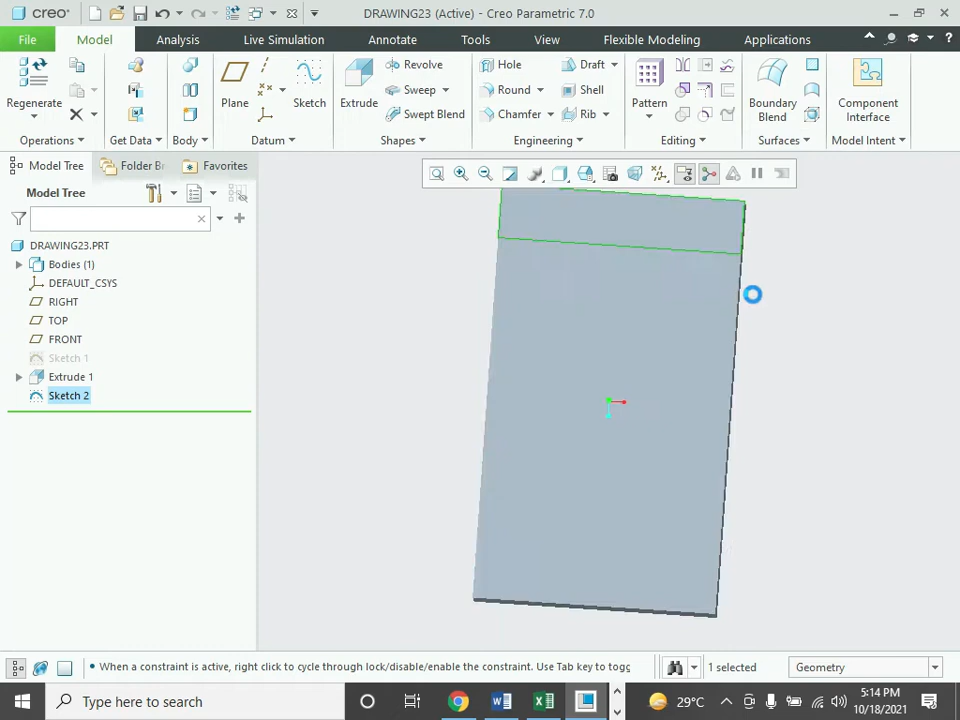 creo DRAWING23 (Active) - Creo Parametric 7.0
File Model Analysis Live Simulation Annotate Tools View Flexible Modeling Applications
Regenerate Plane Sketch Extrude Revolve Sweep Swept Blend Hole Round Chamfer Draft Shell Rib Pattern Boundary Blend Component Interface
Operations Get Data Body Datum Shapes Engineering Editing Surfaces Model Intent
Model Tree Folder Br Favorites
Model Tree
DRAWING23.PRT
Bodies (1)
DEFAULT_CSYS
RIGHT
TOP
FRONT
Sketch 1
Extrude 1
Sketch 2
• When a constraint is active, right click to cycle through lock/disable/enable the constraint. Use Tab key to togg 1 selected Geometry
Type here to search 29°C 5:14 PM
10/18/2021